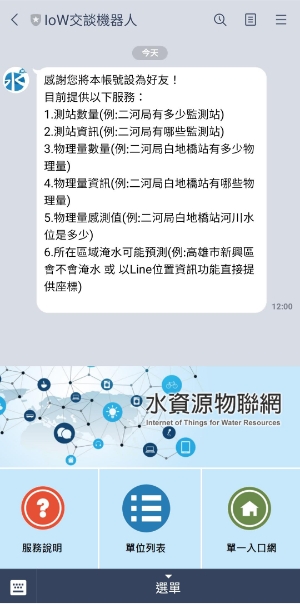 IoW交談機器人
今天
感謝您將本帳號設為好友！
目前提供以下服務：
1.測站數量(例:二河局有多少監測站)
2.測站資訊(例:二河局有哪些監測站)
3.物理量數量(例:二河局白地橋站有多少物
理量)
4.物理量資訊(例:二河局白地橋站有哪些物
理量)
5.物理量感測值(例:二河局白地橋站河川水
位是多少)
6.所在區域淹水可能預測(例:高雄市新興區
會不會淹水 或 以Line位置資訊功能直接提
供座標)
12:00
水資源物聯網
Internet of Things for Water Resources
服務說明
單位列表
單一入口網
選單